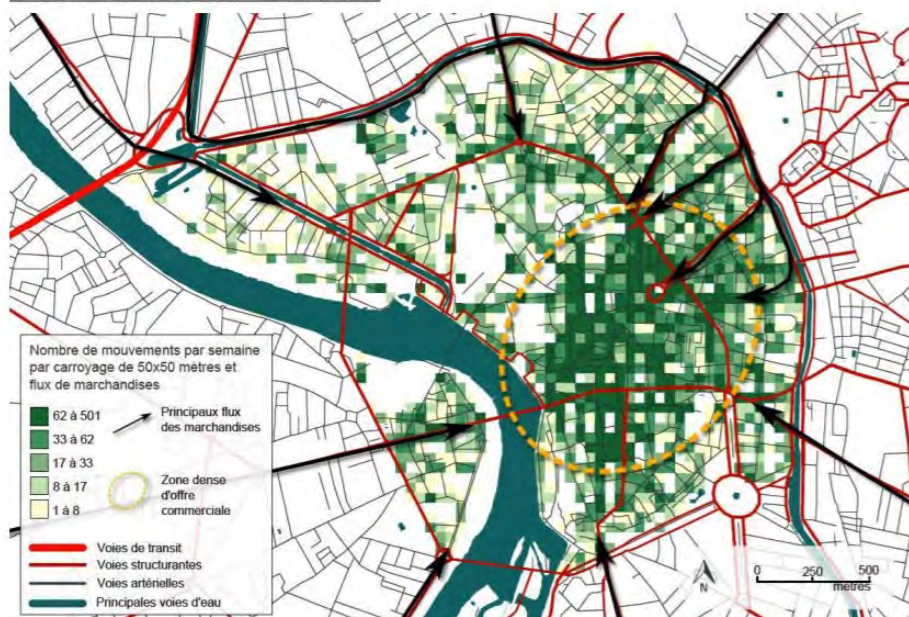 Nombre de mouvements par semaine
par carroyage de 50x50 mètres et
flux de marchandises
62 à 501
33 à 62
17 à 33
8 à 17
1 à 8
Principaux flux
des marchandises
Zone dense
d'offre
commerciale
Voies de transit
Voies structurantes
Voies artérielles
Principales voies d'eau
N
0 250 500
mètres